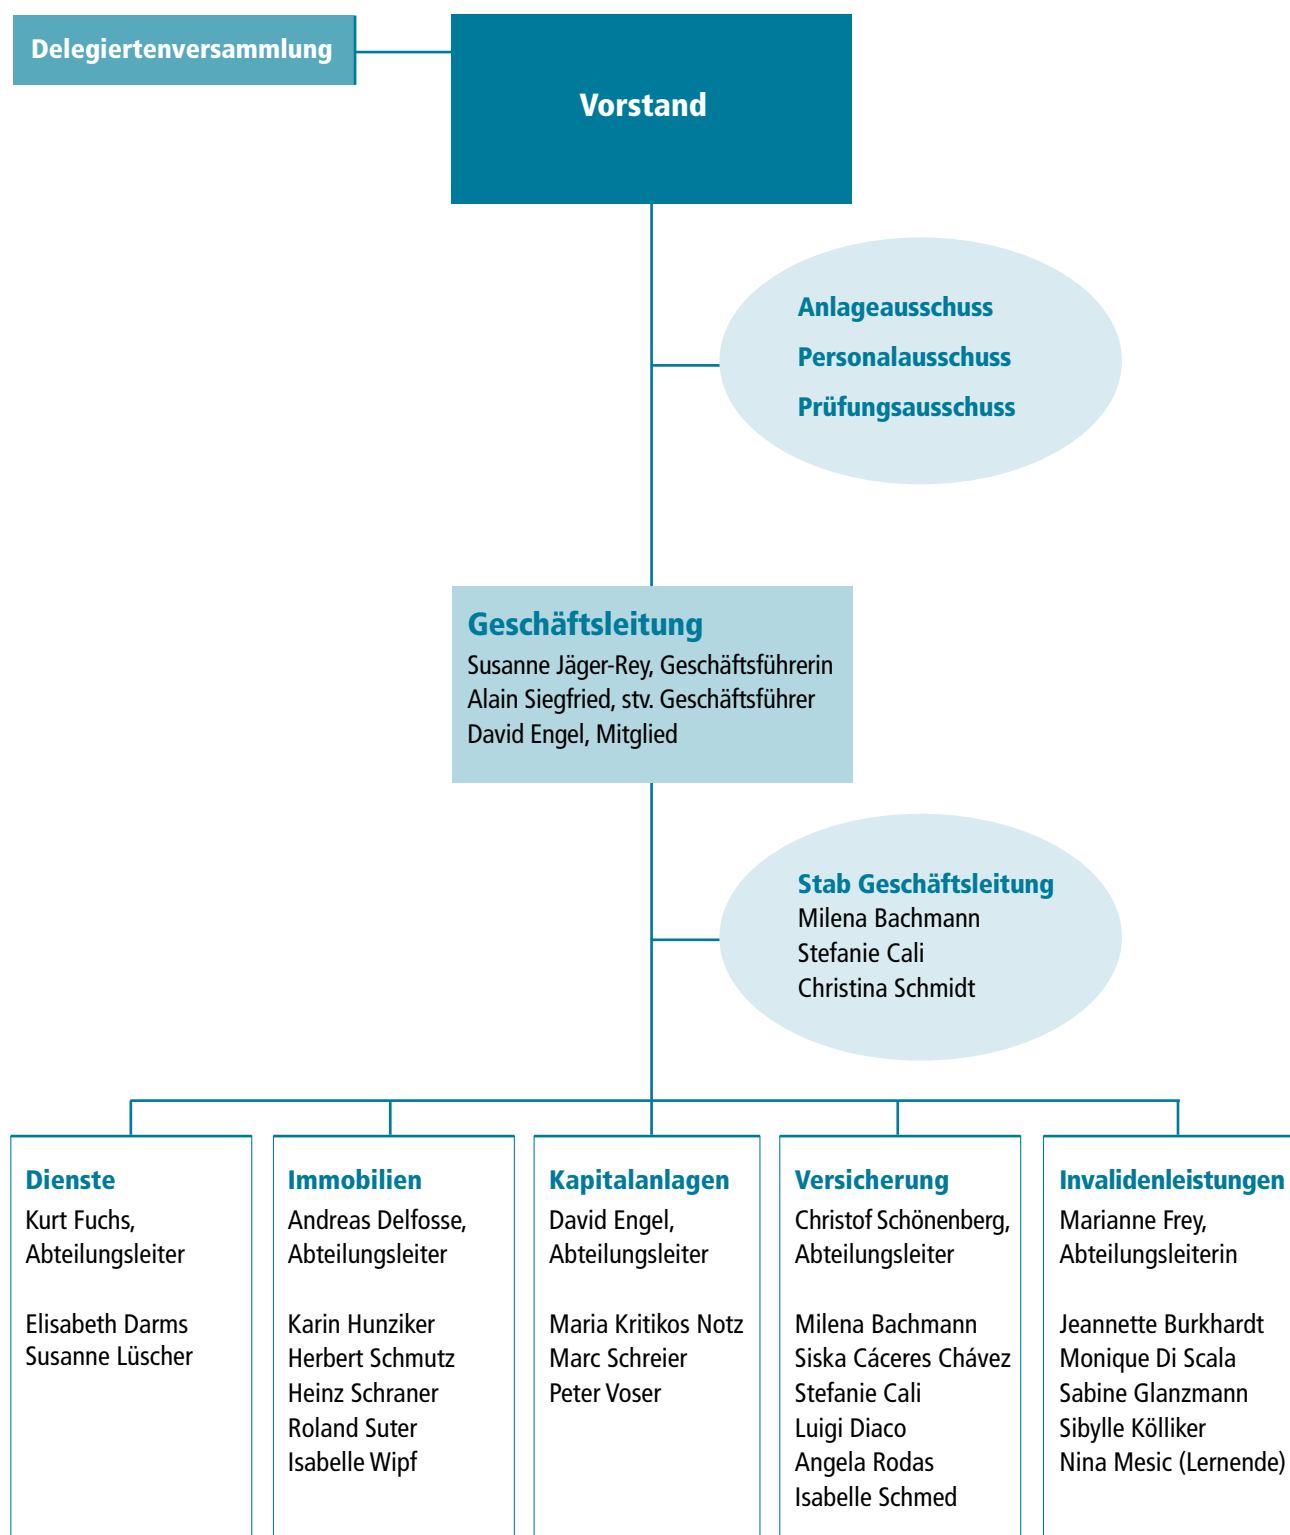 Delegiertenversammlung
Vorstand
Anlageausschuss
Personalausschuss
Prüfungsausschuss
Geschäftsleitung
Susanne Jäger-Rey, Geschäftsführerin
Alain Siegfried, stv. Geschäftsführer
David Engel, Mitglied
Stab Geschäftsleitung
Milena Bachmann
Stefanie Cali
Christina Schmidt
Dienste
Kurt Fuchs,
Abteilungsleiter
Elisabeth Darms
Susanne Lüscher
Immobilien
Andreas Delfosse,
Abteilungsleiter
Karin Hunziker
Herbert Schmutz
Heinz Schraner
Roland Suter
Isabelle Wipf
Kapitalanlagen
David Engel,
Abteilungsleiter
Maria Kritikos Notz
Marc Schreier
Peter Voser
Versicherung
Christof Schönenberg,
Abteilungsleiter
Milena Bachmann
Siska Cáceres Chávez
Stefanie Cali
Luigi Diaco
Angela Rodas
Isabelle Schmed
Invalidenleistungen
Marianne Frey,
Abteilungsleiterin
Jeannette Burkhardt
Monique Di Scala
Sabine Glanzmann
Sibylle Kölliker
Nina Mesic (Lernende)